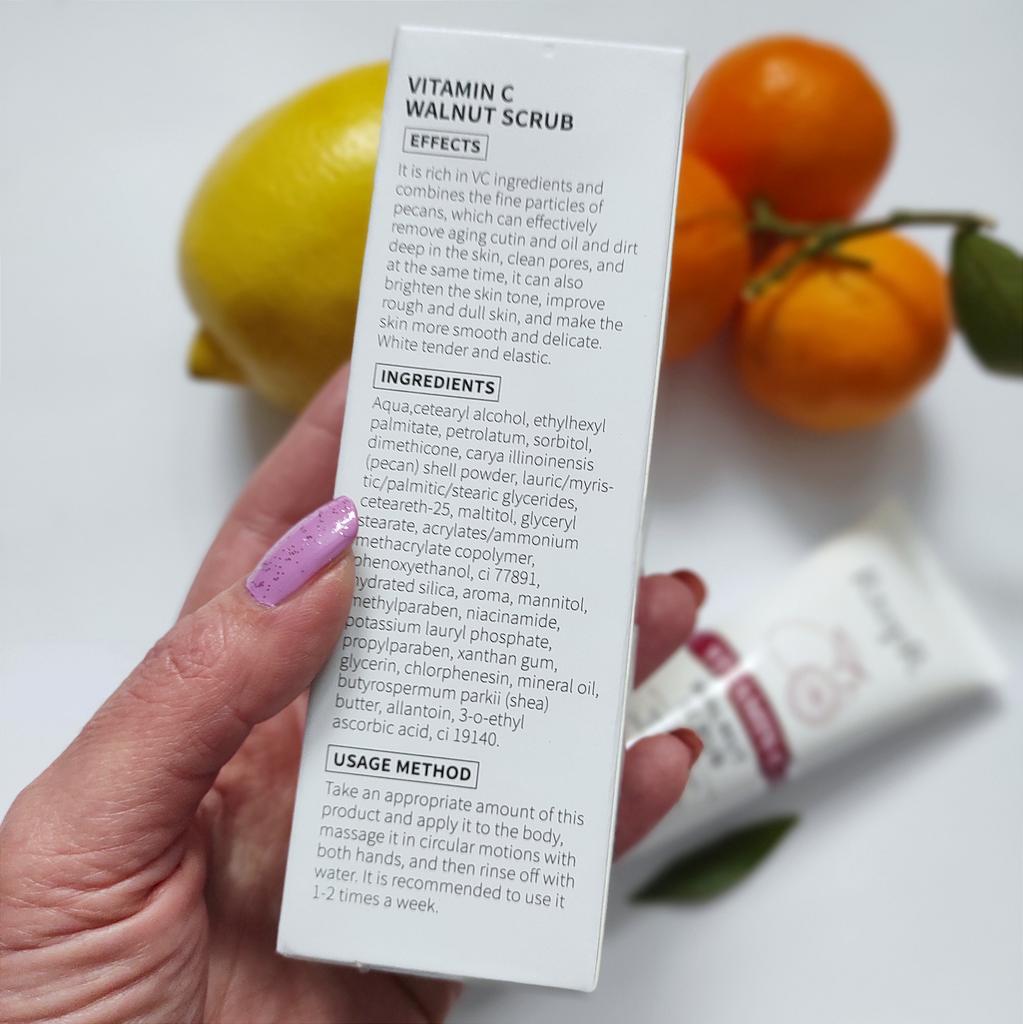 VITAMIN C
WALNUT SCRUB
EFFECTS
It is rich in VC ingredients and
combines the fine particles of
pecans, which can effectively
remove aging cutin and oil and dirt
deep in the skin, clean pores, and
at the same time, it can also
brighten the skin tone, improve
rough and dull skin, and make the
skin more smooth and delicate.
White tender and elastic.
INGREDIENTS
Aqua,cetearyl alcohol, ethylhexyl
palmitate, petrolatum, sorbitol,
dimethicone, carya illinoinensis
(pecan) shell powder, lauric/myris-
tic/palmitic/stearic glycerides,
ceteareth-25, maltitol, glyceryl
stearate, acrylates/ammonium
methacrylate copolymer,
phenoxyethanol, ci 77891,
hydrated silica, aroma, mannitol,
methylparaben, niacinamide,
potassium lauryl phosphate,
propylparaben, xanthan gum,
glycerin, chlorphenesin, mineral oil,
butyrospermum parkii (shea)
butter, allantoin, 3-o-ethyl
ascorbic acid, ci 19140.
USAGE METHOD
Take an appropriate amount of this
product and apply it to the body,
massage it in circular motions with
both hands, and then rinse off with
water. It is recommended to use it
1-2 times a week.